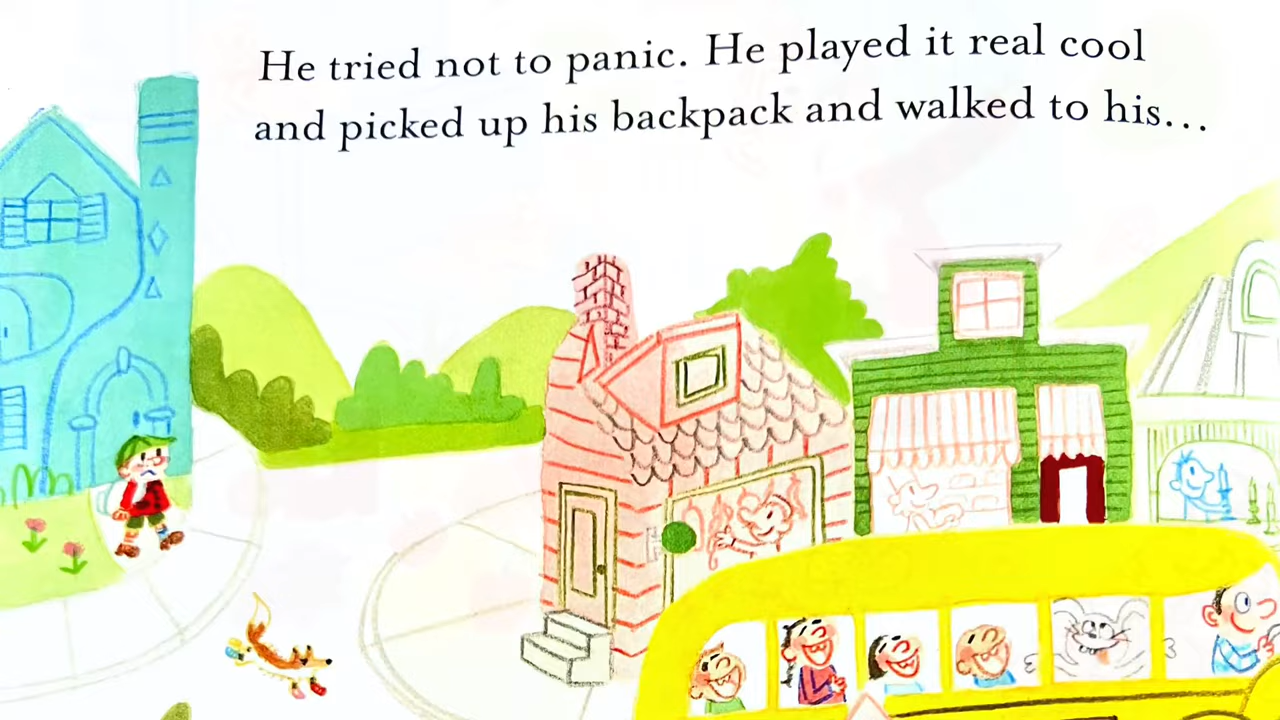 He tried not to panic. He played it real cool
and picked up his backpack and walked to his...